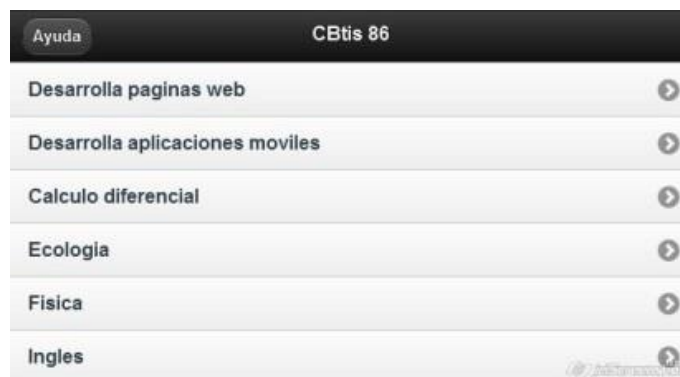 Ayuda
CBtis 86
Desarrolla paginas web
Desarrolla aplicaciones moviles
Calculo diferencial
Ecologia
Fisica
Ingles